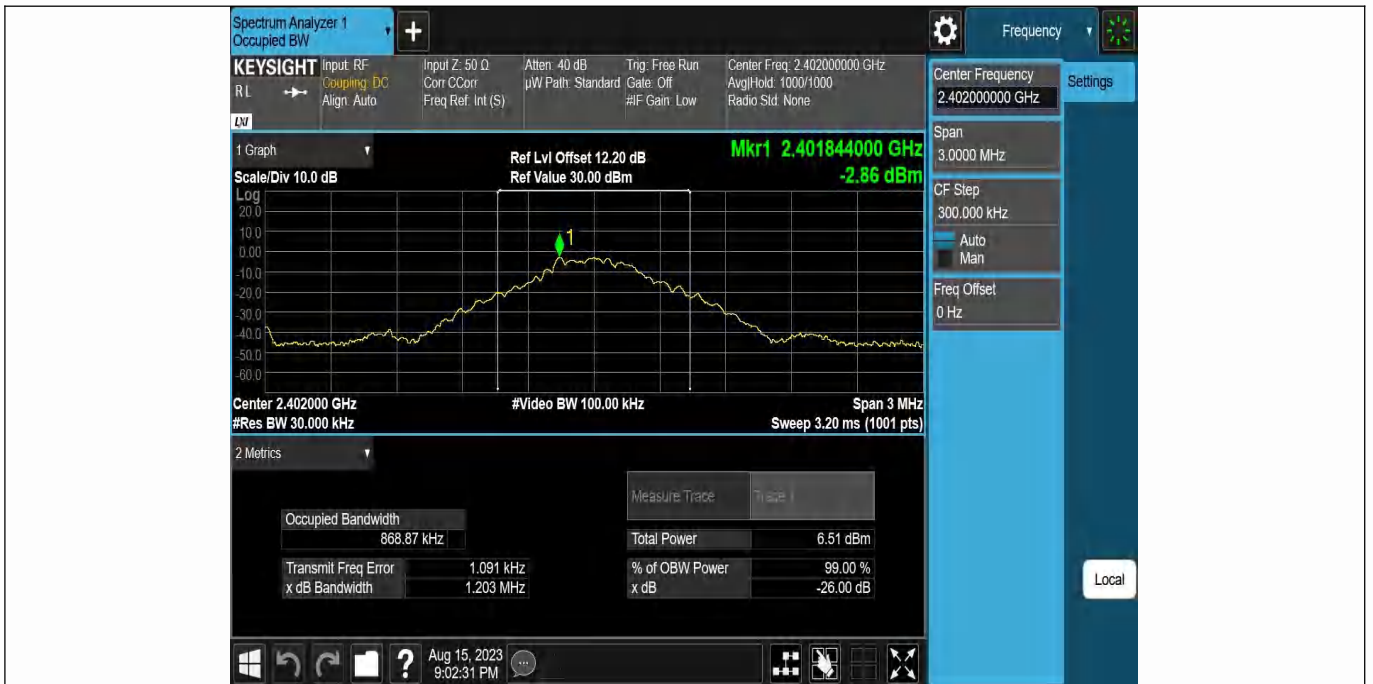 Spectrum Analyzer 1
Occupied BW
+
Frequency
KEYSIGHT
RL
LXI
Input: RF
Coupling: DC
Align: Auto
Input Z: 50 Ω
Corr CCorr
Freq Ref: Int (S)
Atten: 40 dB
µW Path: Standard
Trig: Free Run
Gate: Off
#IF Gain: Low
Center Freq: 2.402000000 GHz
Avg|Hold: 1000/1000
Radio Std: None
Center Frequency
2.402000000 GHz
Settings
Span
3.0000 MHz
CF Step
300.000 kHz
Auto
Man
Freq Offset
0 Hz
Local
1 Graph
Scale/Div 10.0 dB
Ref Lvl Offset 12.20 dB
Ref Value 30.00 dBm
Mkr1 2.401844000 GHz
-2.86 dBm
Log
20.0
10.0
0.00
-10.0
-20.0
-30.0
-40.0
-50.0
-60.0
1
Center 2.402000 GHz
#Video BW 100.00 kHz
Span 3 MHz
#Res BW 30.000 kHz
Sweep 3.20 ms (1001 pts)
2 Metrics
Measure Trace
Trace 1
Occupied Bandwidth
868.87 kHz
Total Power
6.51 dBm
Transmit Freq Error
1.091 kHz
% of OBW Power
99.00 %
x dB Bandwidth
1.203 MHz
x dB
-26.00 dB
?
Aug 15, 2023
9:02:31 PM